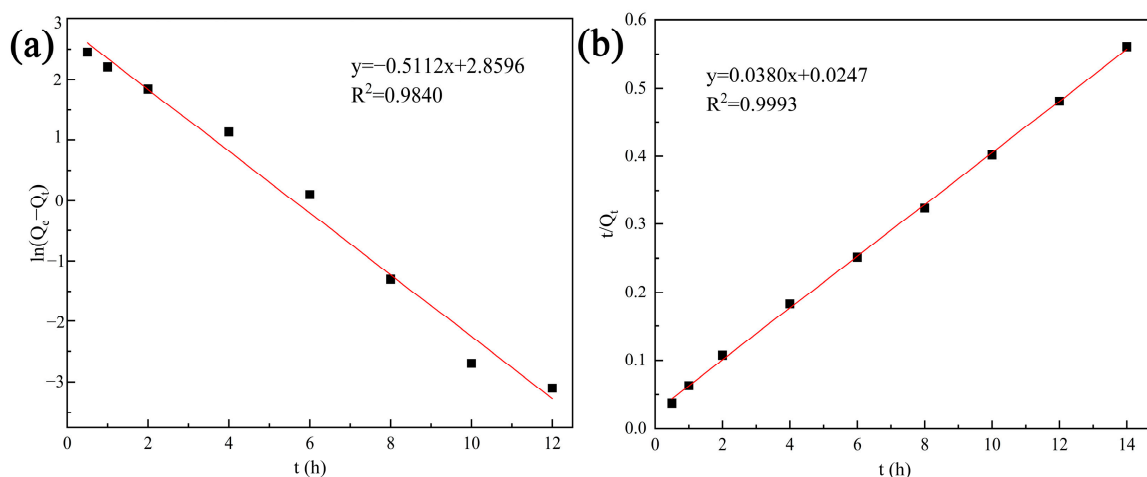 (a)
3
2
1
0
−1
−2
−3
ln(Qe−Qt)
y=−0.5112x+2.8596
R²=0.9840
0 2 4 6 8 10 12
t (h)
(b)
0.6
0.5
0.4
0.3
0.2
0.1
0.0
t/Qt
y=0.0380x+0.0247
R²=0.9993
0 2 4 6 8 10 12 14
t (h)